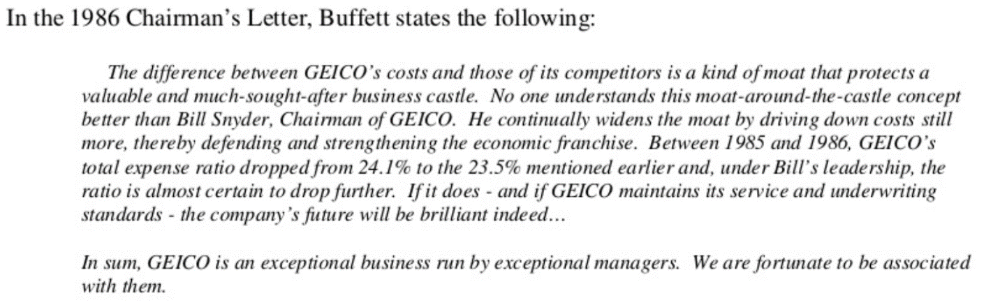 In the 1986 Chairman's Letter, Buffett states the following:
The difference between GEICO's costs and those of its competitors is a kind of moat that protects a
valuable and much-sought-after business castle.  No one understands this moat-around-the-castle concept
better than Bill Snyder, Chairman of GEICO.  He continually widens the moat by driving down costs still
more, thereby defending and strengthening the economic franchise.  Between 1985 and 1986, GEICO's
total expense ratio dropped from 24.1% to the 23.5% mentioned earlier and, under Bill's leadership, the
ratio is almost certain to drop further.  If it does - and if GEICO maintains its service and underwriting
standards - the company's future will be brilliant indeed…
In sum, GEICO is an exceptional business run by exceptional managers.  We are fortunate to be associated
with them.